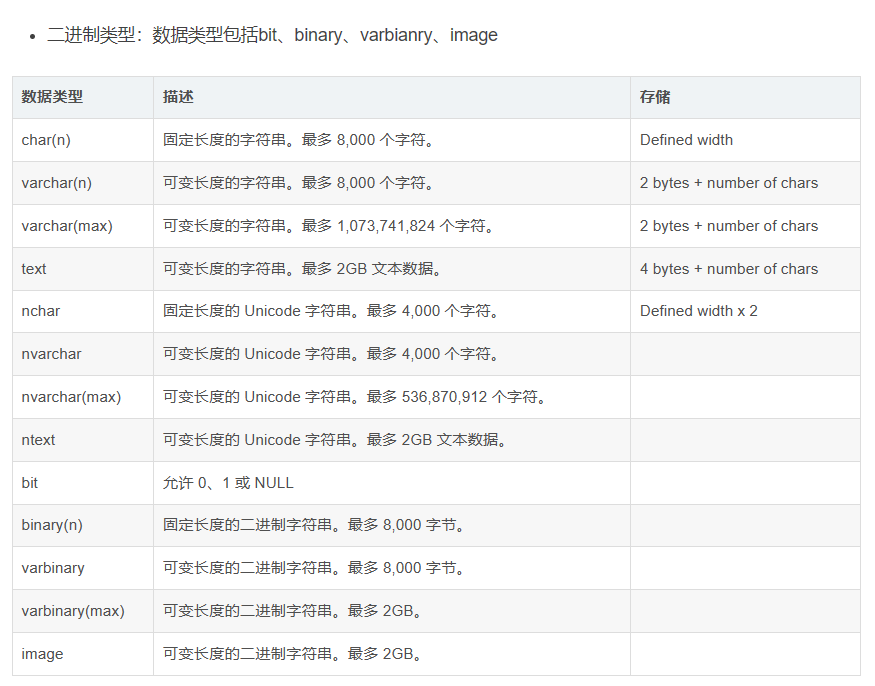 • 二进制类型：数据类型包括bit、binary、varbianry、image
数据类型 描述 存储
char(n) 固定长度的字符串。最多 8,000 个字符。 Defined width
varchar(n) 可变长度的字符串。最多 8,000 个字符。 2 bytes + number of chars
varchar(max) 可变长度的字符串。最多 1,073,741,824 个字符。 2 bytes + number of chars
text 可变长度的字符串。最多 2GB 文本数据。 4 bytes + number of chars
nchar 固定长度的 Unicode 字符串。最多 4,000 个字符。 Defined width x 2
nvarchar 可变长度的 Unicode 字符串。最多 4,000 个字符。
nvarchar(max) 可变长度的 Unicode 字符串。最多 536,870,912 个字符。
ntext 可变长度的 Unicode 字符串。最多 2GB 文本数据。
bit 允许 0、1 或 NULL
binary(n) 固定长度的二进制字符串。最多 8,000 字节。
varbinary 可变长度的二进制字符串。最多 8,000 字节。
varbinary(max) 可变长度的二进制字符串。最多 2GB。
image 可变长度的二进制字符串。最多 2GB。